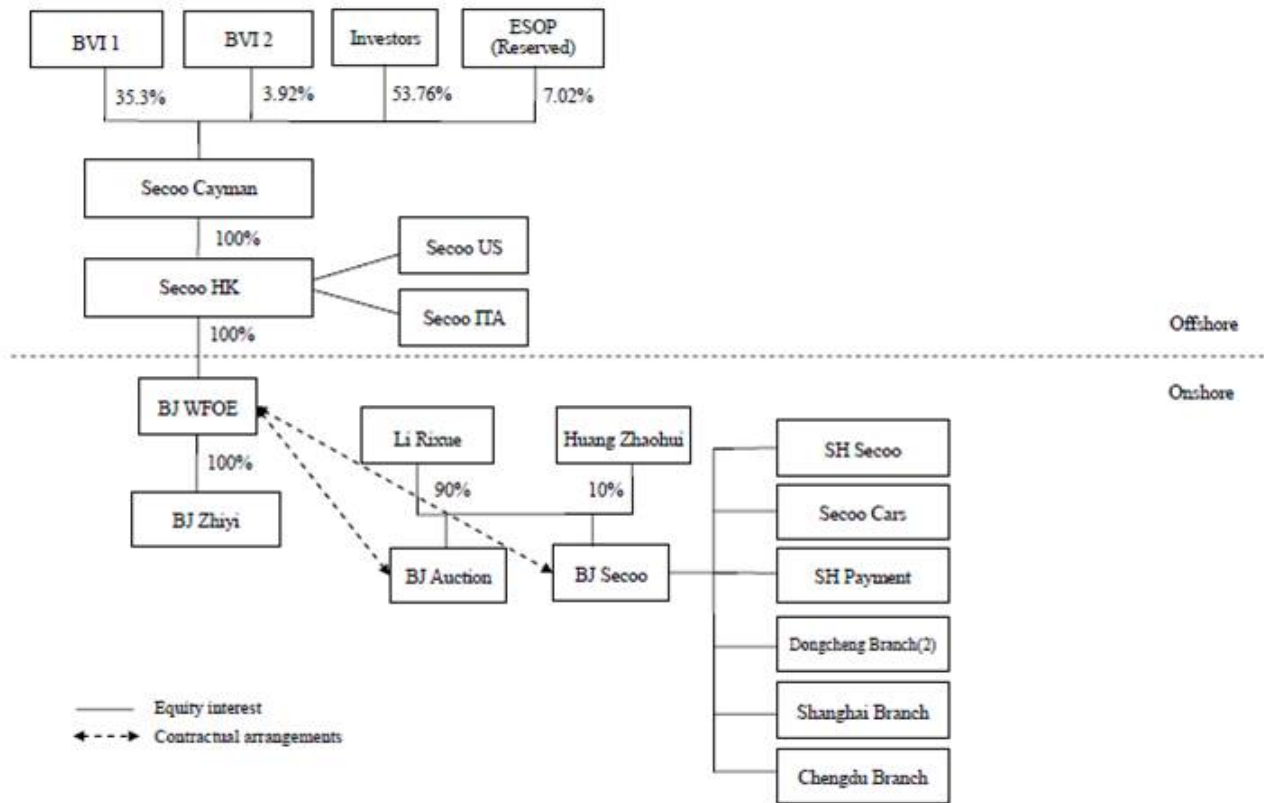 BVI 1
BVI 2
Investors
ESOP
(Reserved)
35.3%
3.92%
53.76%
7.02%
Secoo Cayman
100%
Secoo US
Secoo HK
Secoo ITA
100%
Offshore
Onshore
BJ WFOE
Li Rixue
Huang Zhaohui
SH Secoo
100%
90%
10%
Secoo Cars
BJ Zhiyi
BJ Auction
BJ Secoo
SH Payment
Dongcheng Branch(2)
Equity interest
Shanghai Branch
Contractual arrangements
Chengdu Branch